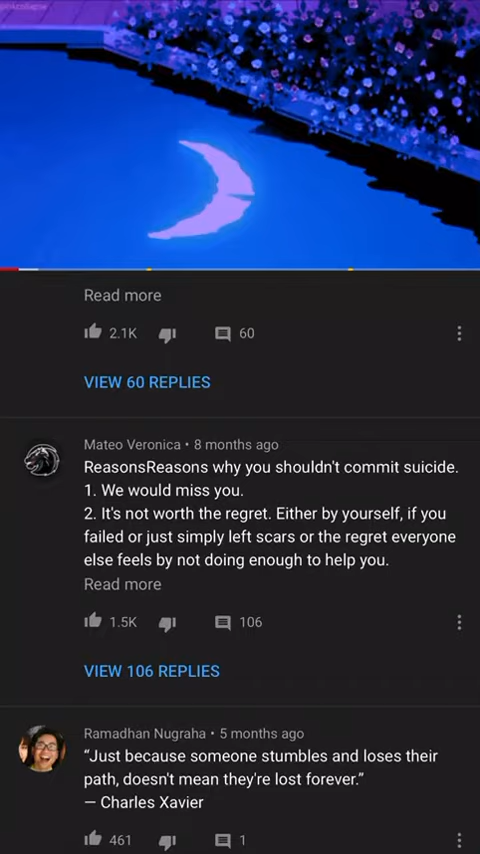 Read more
2.1K 60
VIEW 60 REPLIES
Mateo Veronica • 8 months ago
ReasonsReasons why you shouldn't commit suicide.
1. We would miss you.
2. It's not worth the regret. Either by yourself, if you
failed or just simply left scars or the regret everyone
else feels by not doing enough to help you.
Read more
1.5K 106
VIEW 106 REPLIES
Ramadhan Nugraha • 5 months ago
“Just because someone stumbles and loses their
path, doesn't mean they're lost forever.”
— Charles Xavier
461 1